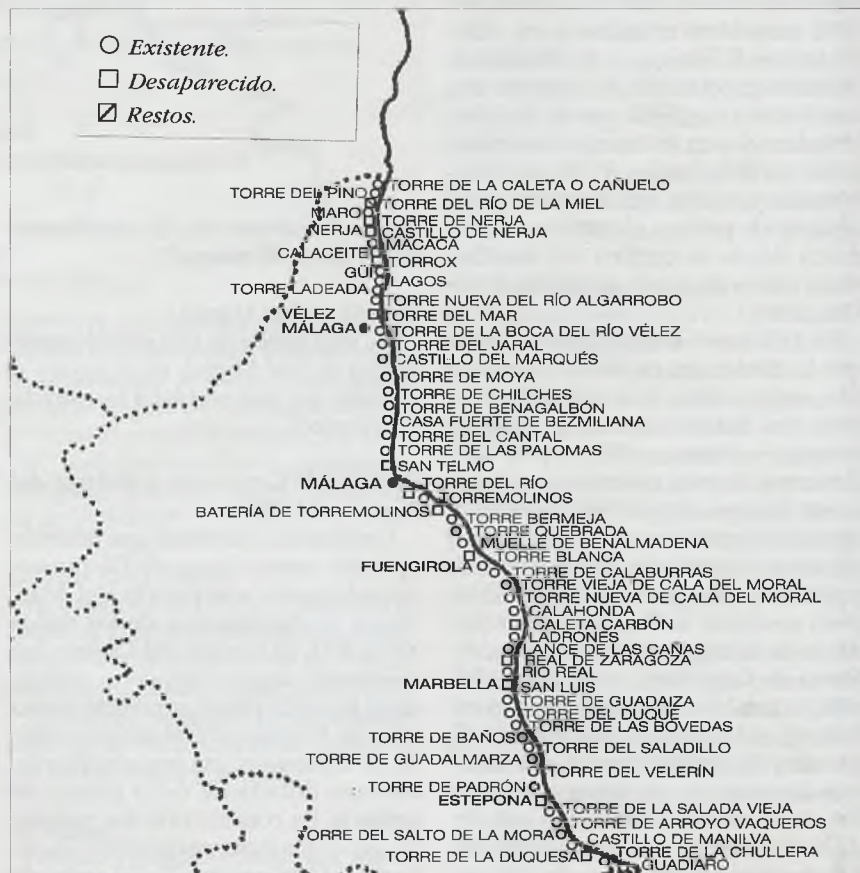 Existente.
Desaparecido.
Restos.
TORRE DE LA CALETA O CAÑUELO
TORRE DEL PINO
TORRE DEL RÍO DE LA MIEL
MARO
TORRE DE NERJA
NERJA
CASTILLO DE NERJA
MACACA
CALACEITE
TORROX
GÜI
LAGOS
TORRE LADEADA
TORRE NUEVA DEL RÍO ALGARROBO
VÉLEZ
MÁLAGA
TORRE DEL MAR
TORRE DE LA BOCA DEL RÍO VÉLEZ
TORRE DEL JARAL
CASTILLO DEL MARQUÉS
TORRE DE MOYA
TORRE DE CHILCHES
TORRE DE BENAGALBÓN
CASA FUERTE DE BEZMILIANA
TORRE DEL CANTAL
TORRE DE LAS PALOMAS
SAN TELMO
MÁLAGA
TORRE DEL RÍO
TORREMOLINOS
BATERÍA DE TORREMOLINOS
TORRE BERMEJA
TORRE QUEBRADA
MUELLE DE BENALMADENA
TORRE BLANCA
FUENGIROLA
TORRE DE CALABURRAS
TORRE VIEJA DE CALA DEL MORAL
TORRE NUEVA DE CALA DEL MORAL
CALAHONDA
CALETA CARBÓN
LADRONES
LANCE DE LAS CAÑAS
REAL DE ZARAGOZA
RIO REAL
MARBELLA
SAN LUIS
TORRE DE GUADAIZA
TORRE DEL DUQUE
TORRE DE LAS BOVEDAS
TORRE DE BAÑOS
TORRE DEL SALADILLO
TORRE DE GUADALMARZA
TORRE DEL VELERÍN
TORRE DE PADRÓN
ESTEPONA
TORRE DE LA SALADA VIEJA
TORRE DE ARROYO VAQUEROS
TORRE DEL SALTO DE LA MORA
CASTILLO DE MANILVA
TORRE DE LA DUQUESA
TORRE DE LA CHULLERA
GUADIARO